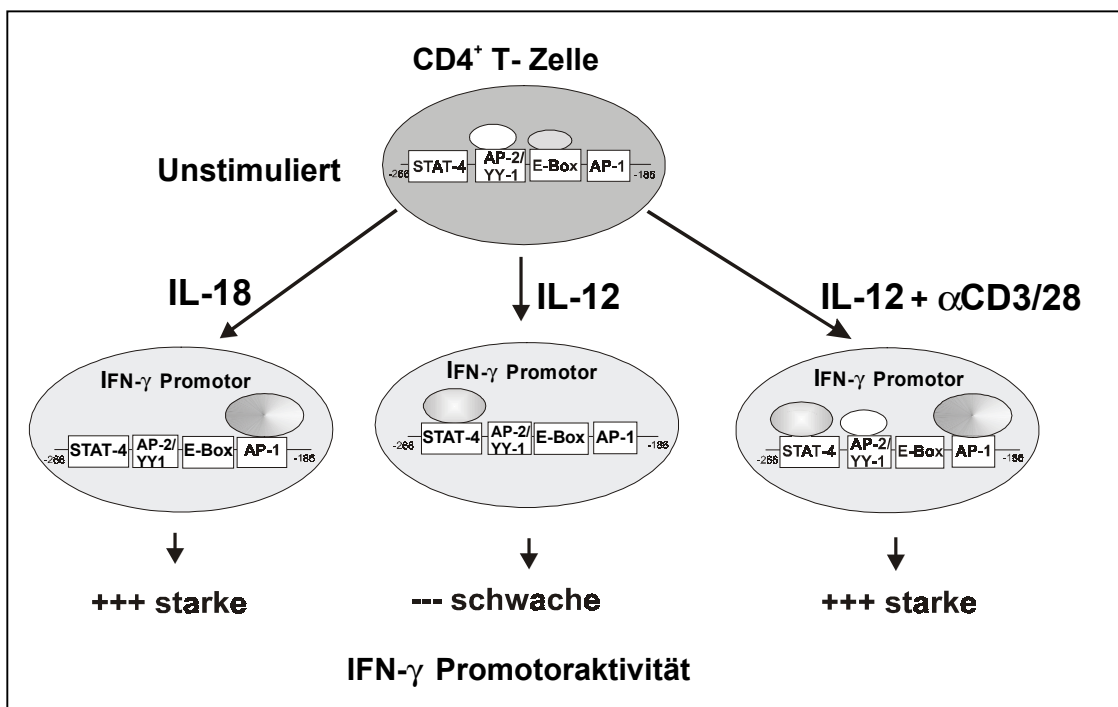 CD4⁺ T- Zelle
Unstimuliert
-266 STAT-4 AP-2/ YY-1 E-Box AP-1 -186
IL-18
IL-12
IL-12 + αCD3/28
IFN-γ Promotor
-266 STAT-4 AP-2/ YY1 E-Box AP-1 -186
IFN-γ Promotor
-266 STAT-4 AP-2/ YY-1 E-Box AP-1 -186
IFN-γ Promotor
-266 STAT-4 AP-2/ YY-1 E-Box AP-1 -186
+++ starke
--- schwache
+++ starke
IFN-γ Promotoraktivität